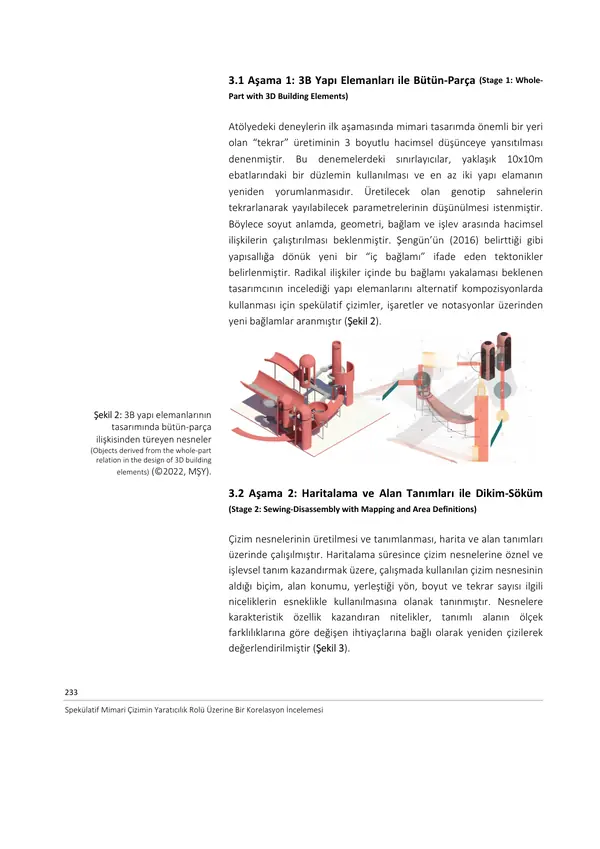 3.1 Aşama 1: 3B Yapı Elemanları ile Bütün-Parça (Stage 1: Whole-
Part with 3D Building Elements)
Atölyedeki deneylerin ilk aşamasında mimari tasarımda önemli bir yeri
olan “tekrar” üretiminin 3 boyutlu hacimsel düşünceye yansıtılması
denenmiştir. Bu denemelerdeki sınırlayıcılar, yaklaşık 10x10m
ebatlarındaki bir düzlemin kullanılması ve en az iki yapı elamanın
yeniden yorumlanmasıdır. Üretilecek olan genotip sahnelerin
tekrarlanarak yayılabilecek parametrelerinin düşünülmesi istenmiştir.
Böylece soyut anlamda, geometri, bağlam ve işlev arasında hacimsel
ilişkilerin çalıştırılması beklenmiştir. Şengün’ün (2016) belirttiği gibi
yapısallığa dönük yeni bir “iç bağlamı” ifade eden tektonikler
belirlenmiştir. Radikal ilişkiler içinde bu bağlamı yakalaması beklenen
tasarımcının incelediği yapı elemanlarını alternatif kompozisyonlarda
kullanması için spekülatif çizimler, işaretler ve notasyonlar üzerinden
yeni bağlamlar aranmıştır (Şekil 2).
Şekil 2: 3B yapı elemanlarının
tasarımında bütün-parça
ilişkisinden türeyen nesneler
(Objects derived from the whole-part
relation in the design of 3D building
elements) (©2022, MŞY).
3.2 Aşama 2: Haritalama ve Alan Tanımları ile Dikim-Söküm
(Stage 2: Sewing-Disassembly with Mapping and Area Definitions)
Çizim nesnelerinin üretilmesi ve tanımlanması, harita ve alan tanımları
üzerinde çalışılmıştır. Haritalama süresince çizim nesnelerine öznel ve
işlevsel tanım kazandırmak üzere, çalışmada kullanılan çizim nesnesinin
aldığı biçim, alan konumu, yerleştiği yön, boyut ve tekrar sayısı ilgili
niceliklerin esneklikle kullanılmasına olanak tanınmıştır. Nesnelere
karakteristik özellik kazandıran nitelikler, tanımlı alanın ölçek
farklılıklarına göre değişen ihtiyaçlarına bağlı olarak yeniden çizilerek
değerlendirilmiştir (Şekil 3).
233
Spekülatif Mimari Çizimin Yaratıcılık Rolü Üzerine Bir Korelasyon İncelemesi